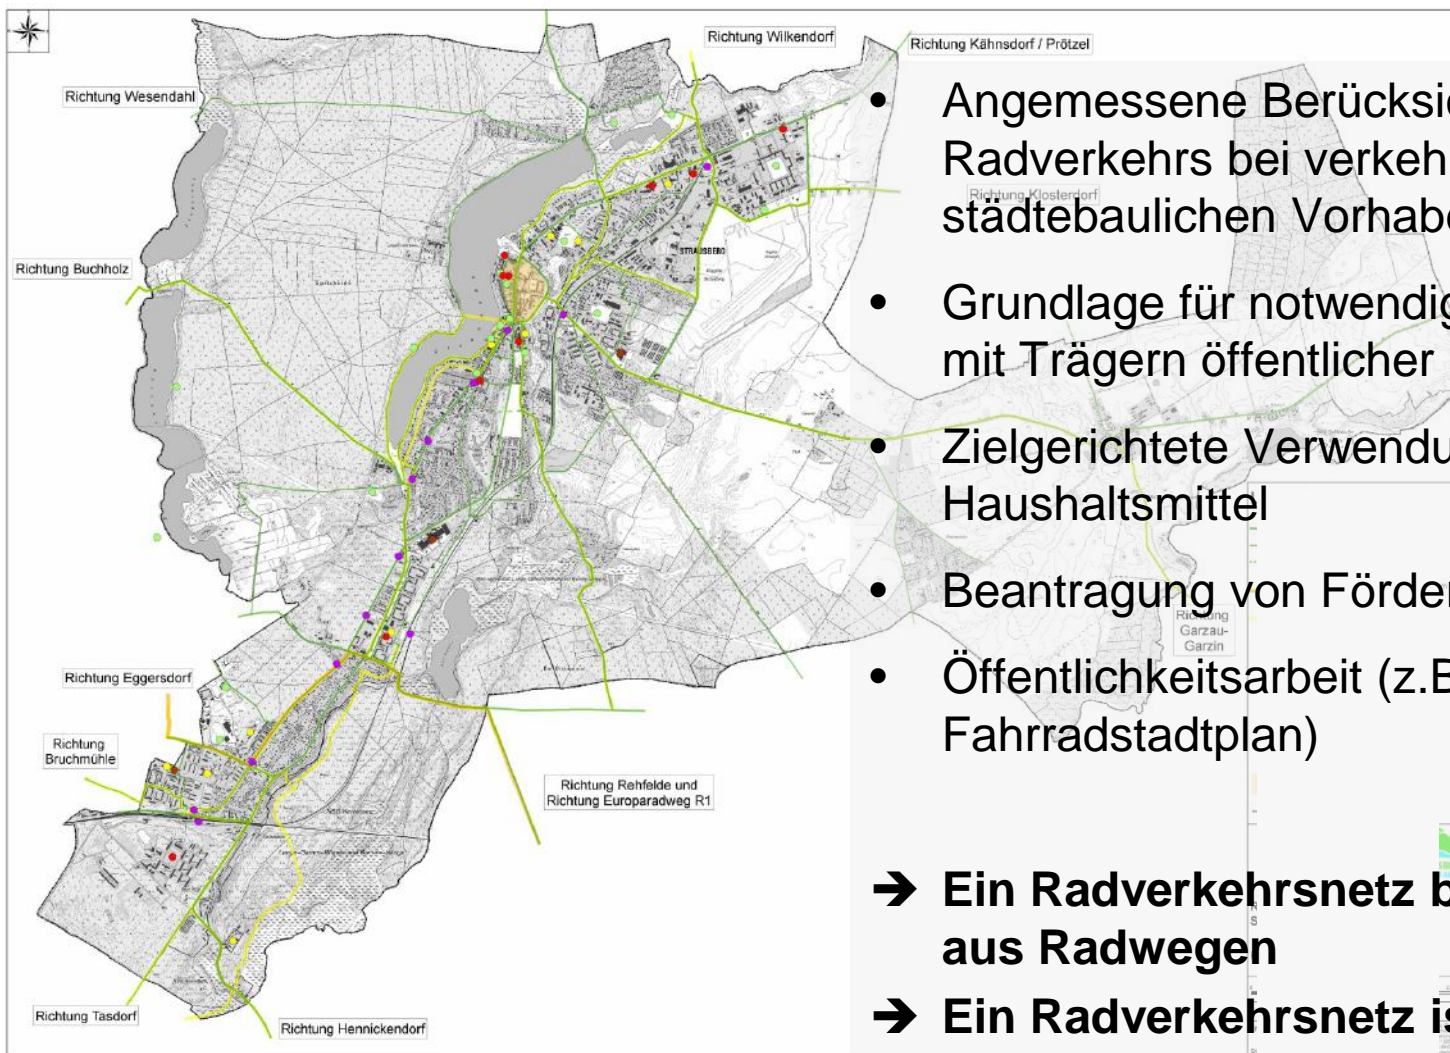 Richtung Wilkendorf
Richtung Kähnsdorf / Prötzel
Richtung Wesendahl
Richtung Klosterdorf
STRAUSBERG
Richtung Buchholz
Richtung
Garzau-
Garzin
Richtung Eggersdorf
Richtung
Bruchmühle
Richtung Rehfelde und
Richtung Europaradweg R1
Richtung Tasdorf
Richtung Hennickendorf
• Angemessene Berücksi
Radverkehrs bei verkeh
städtebaulichen Vorhabe
• Grundlage für notwendig
mit Trägern öffentlicher
• Zielgerichtete Verwendu
Haushaltsmittel
• Beantragung von Förder
• Öffentlichkeitsarbeit (z.B
Fahrradstadtplan)
➔ Ein Radverkehrsnetz b
aus Radwegen
➔ Ein Radverkehrsnetz is